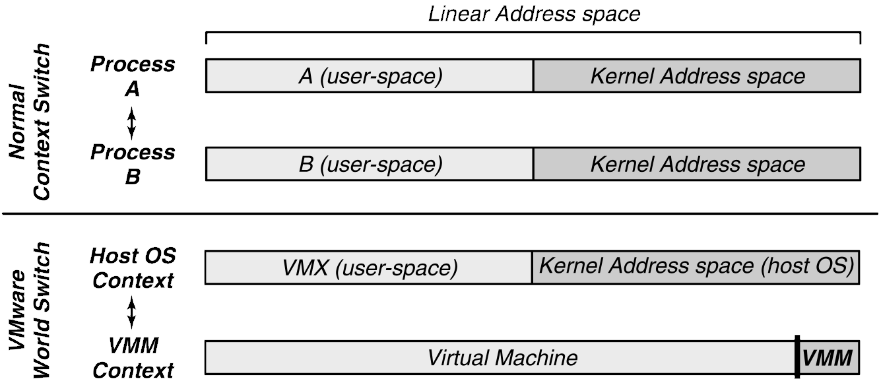 Linear Address space
Normal
Context Switch
Process
A
A (user-space)
Kernel Address space
Process
B
B (user-space)
Kernel Address space
VMware
World Switch
Host OS
Context
VMX (user-space)
Kernel Address space (host OS)
VMM
Context
Virtual Machine
VMM